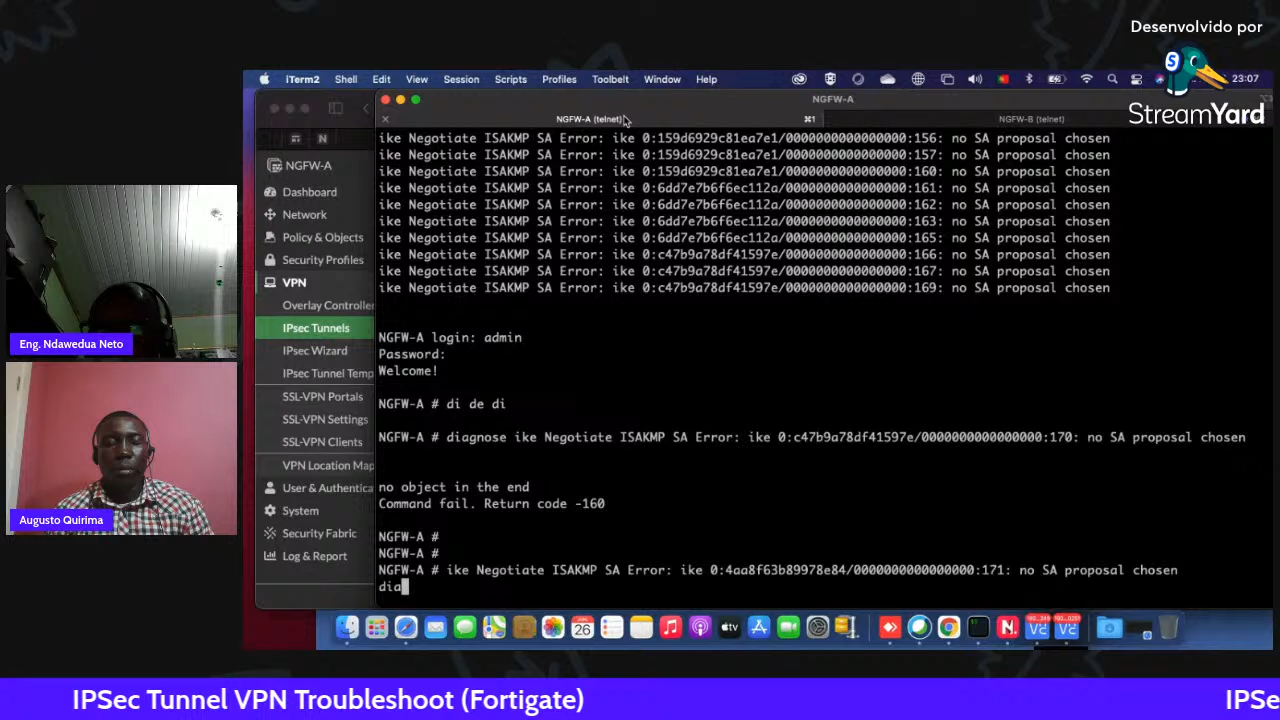 Desenvolvido por
StreamYard
iTerm2 Shell Edit View Session Scripts Profiles Toolbelt Window Help 23:07
NGFW-A
NGFW-A (telnet) ⌘1 NGFW-B (telnet)
ike Negotiate ISAKMP SA Error: ike 0:159d6929c81ea7e1/0000000000000000:156: no SA proposal chosen
ike Negotiate ISAKMP SA Error: ike 0:159d6929c81ea7e1/0000000000000000:157: no SA proposal chosen
ike Negotiate ISAKMP SA Error: ike 0:159d6929c81ea7e1/0000000000000000:160: no SA proposal chosen
ike Negotiate ISAKMP SA Error: ike 0:6dd7e7b6f6ec112a/0000000000000000:161: no SA proposal chosen
ike Negotiate ISAKMP SA Error: ike 0:6dd7e7b6f6ec112a/0000000000000000:162: no SA proposal chosen
ike Negotiate ISAKMP SA Error: ike 0:6dd7e7b6f6ec112a/0000000000000000:163: no SA proposal chosen
ike Negotiate ISAKMP SA Error: ike 0:6dd7e7b6f6ec112a/0000000000000000:165: no SA proposal chosen
ike Negotiate ISAKMP SA Error: ike 0:c47b9a78df41597e/0000000000000000:166: no SA proposal chosen
ike Negotiate ISAKMP SA Error: ike 0:c47b9a78df41597e/0000000000000000:167: no SA proposal chosen
ike Negotiate ISAKMP SA Error: ike 0:c47b9a78df41597e/0000000000000000:169: no SA proposal chosen
NGFW-A login: admin
Password:
Welcome!
NGFW-A # di de di
NGFW-A # diagnose ike Negotiate ISAKMP SA Error: ike 0:c47b9a78df41597e/0000000000000000:170: no SA proposal chosen
no object in the end
Command fail. Return code -160
NGFW-A #
NGFW-A #
NGFW-A # ike Negotiate ISAKMP SA Error: ike 0:4aa8f63b89978e84/0000000000000000:171: no SA proposal chosen
dia
NGFW-A
Dashboard
Network
Policy & Objects
Security Profiles
VPN
Overlay Controller
IPsec Tunnels
IPsec Wizard
IPsec Tunnel Temp
SSL-VPN Portals
SSL-VPN Settings
SSL-VPN Clients
VPN Location Map
User & Authentica
System
Security Fabric
Log & Report
Eng. Ndawedua Neto
Augusto Quirima
IPSec Tunnel VPN Troubleshoot (Fortigate)
IPSe